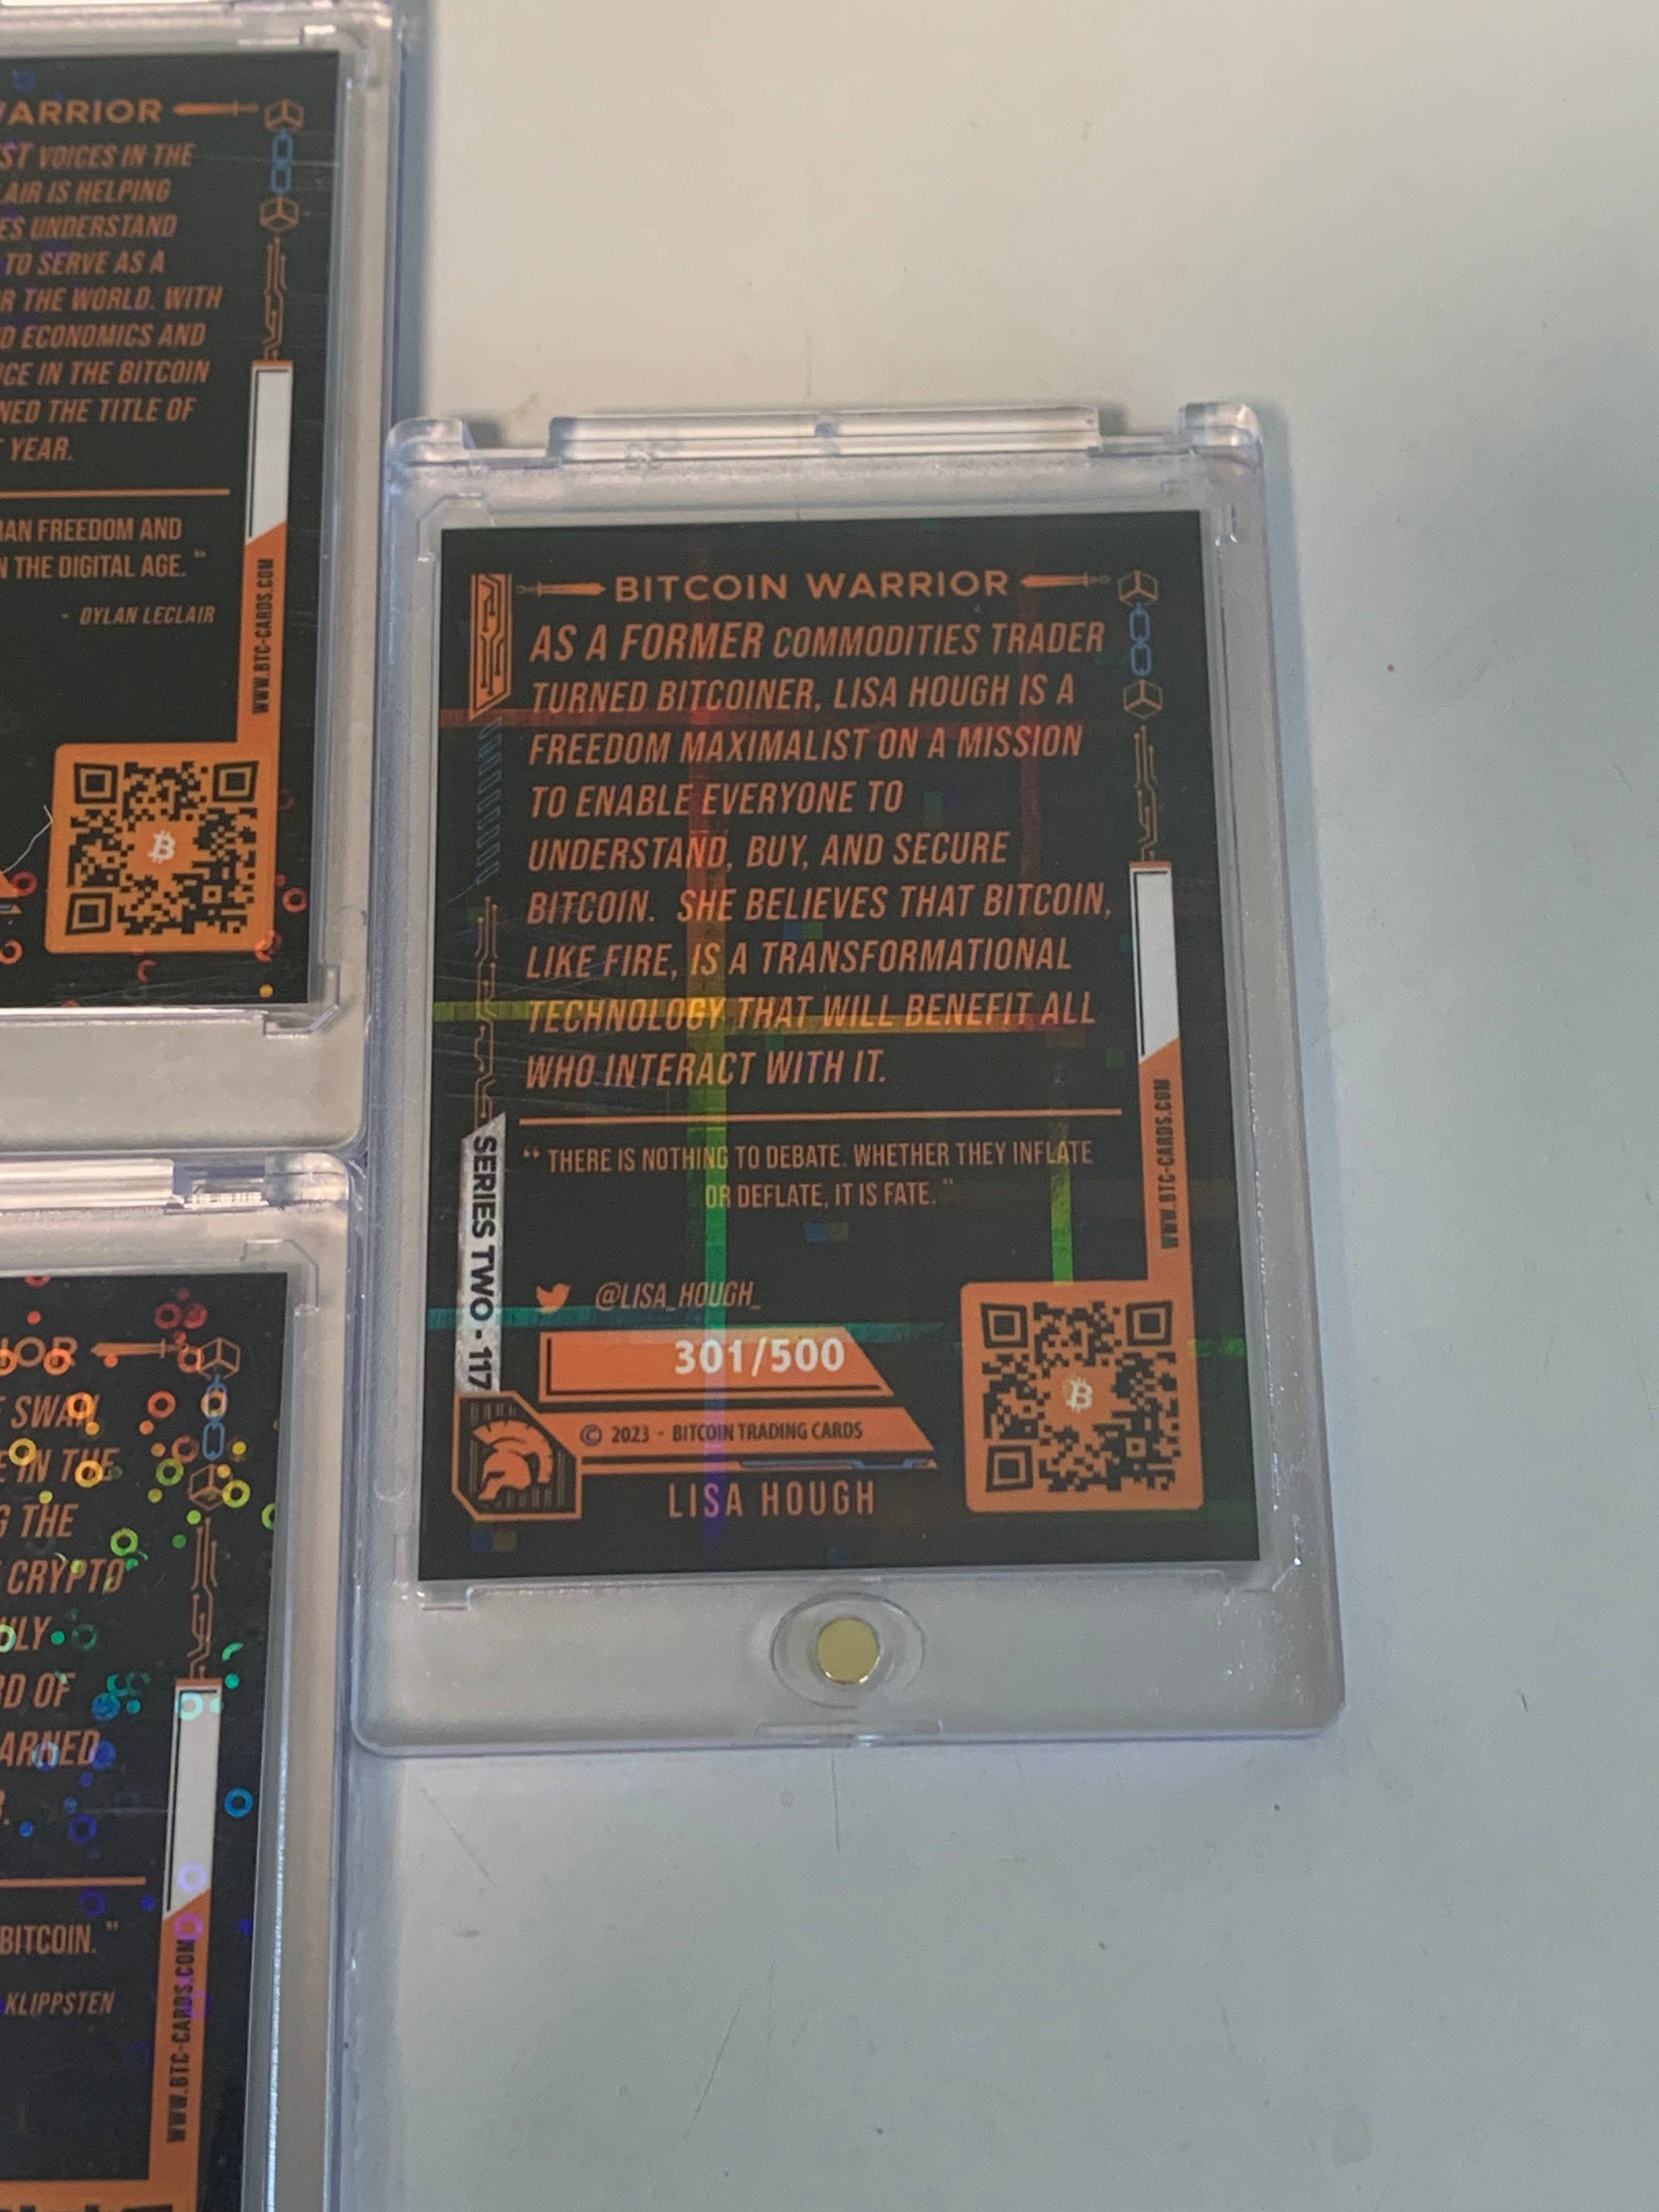 ARRIOR
ST VOICES IN THE
LAIR IS HELPING
ES UNDERSTAND
TO SERVE AS A
R THE WORLD. WITH
D ECONOMICS AND
CE IN THE BITCOIN
NED THE TITLE OF
YEAR.
AN FREEDOM AND
N THE DIGITAL AGE. "
- DYLAN LECLAIR
WWW.BTC-CARDS.COM
BITCOIN WARRIOR
AS A FORMER COMMODITIES TRADER
TURNED BITCOINER, LISA HOUGH IS A
FREEDOM MAXIMALIST ON A MISSION
TO ENABLE EVERYONE TO
UNDERSTAND, BUY, AND SECURE
BITCOIN. SHE BELIEVES THAT BITCOIN,
LIKE FIRE, IS A TRANSFORMATIONAL
TECHNOLOGY THAT WILL BENEFIT ALL
WHO INTERACT WITH IT.
" THERE IS NOTHING TO DEBATE. WHETHER THEY INFLATE
OR DEFLATE, IT IS FATE. "
@LISA_HOUGH_
301/500
© 2023 - BITCOIN TRADING CARDS
LISA HOUGH
SERIES TWO - 117
WWW.BTC-CARDS.COM
IOR
SWAN
E IN THE
G THE
CRYPTO
ULY
RD OF
ARNED
BITCOIN. "
KLIPPSTEN
WWW.BTC-CARDS.COM